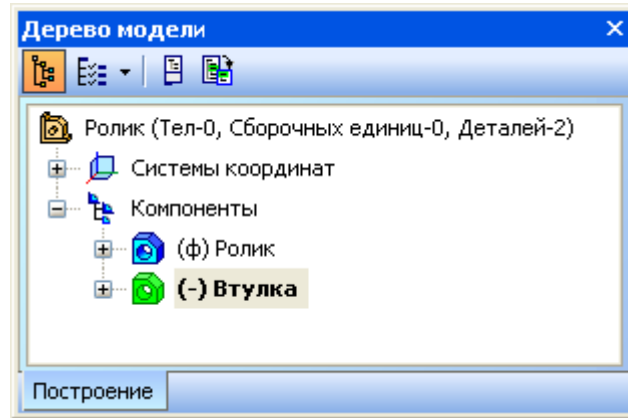 Дерево модели
Ролик (Тел-0, Сборочных единиц-0, Деталей-2)
Системы координат
Компоненты
(ф) Ролик
(-) Втулка
Построение